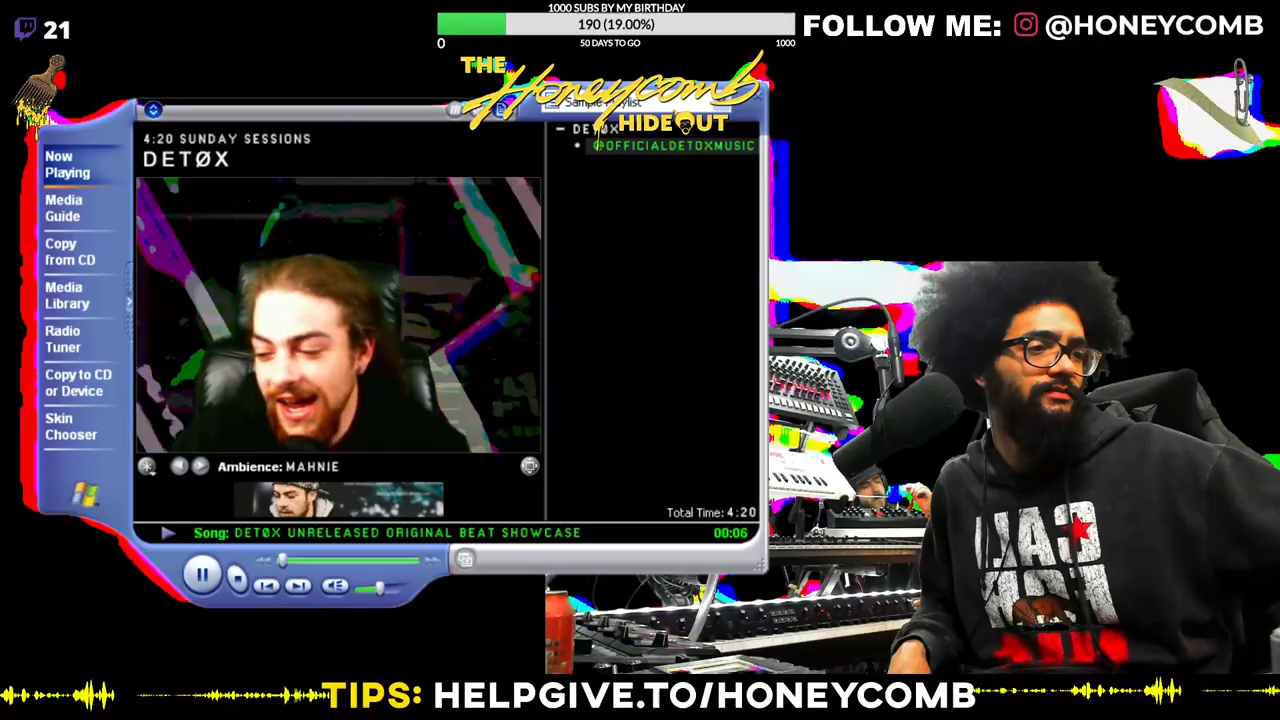 21
1000 SUBS BY MY BIRTHDAY
190 (19.00%)
0
50 DAYS TO GO
1000
FOLLOW ME: @HONEYCOMB
THE
Honeycomb
HIDEOUT
Sample Playlist
4:20 SUNDAY SESSIONS
DETØX
DETØX
@OFFICIALDETOXMUSIC
Now
Playing
Media
Guide
Copy
from CD
Media
Library
Radio
Tuner
Copy to CD
or Device
Skin
Chooser
Ambience: MAHNIE
Total Time: 4:20
Song: DETØX UNRELEASED ORIGINAL BEAT SHOWCASE
00:06
TIPS: HELPGIVE.TO/HONEYCOMB